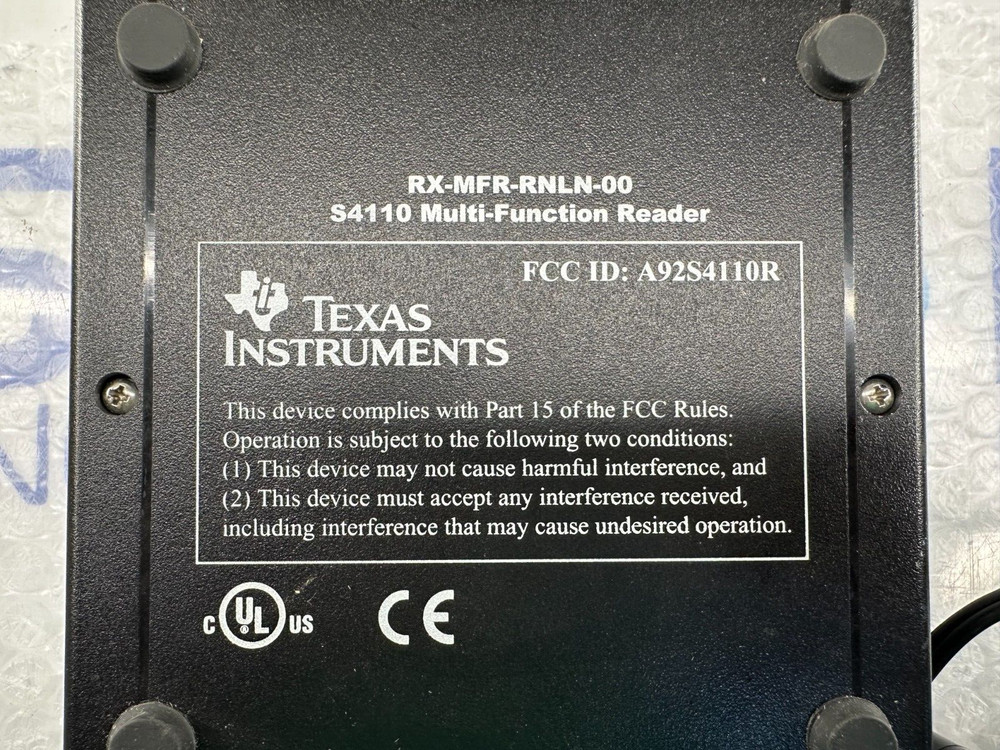 RX-MFR-RNLN-00
S4110 Multi-Function Reader
FCC ID: A92S4110R
TEXAS
INSTRUMENTS
This device complies with Part 15 of the FCC Rules.
Operation is subject to the following two conditions:
(1) This device may not cause harmful interference, and
(2) This device must accept any interference received,
including interference that may cause undesired operation.
c UL® US CE